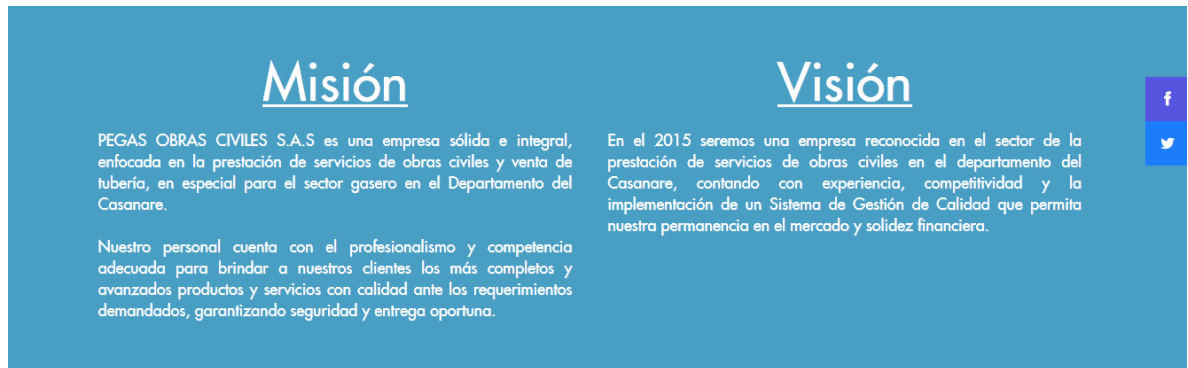 Misión
PEGAS OBRAS CIVILES S.A.S es una empresa sólida e integral,
enfocada en la prestación de servicios de obras civiles y venta de
tubería, en especial para el sector gasero en el Departamento del
Casanare.
Nuestro personal cuenta con el profesionalismo y competencia
adecuada para brindar a nuestros clientes los más completos y
avanzados productos y servicios con calidad ante los requerimientos
demandados, garantizando seguridad y entrega oportuna.
Visión
En el 2015 seremos una empresa reconocida en el sector de la
prestación de servicios de obras civiles en el departamento del
Casanare, contando con experiencia, competitividad y la
implementación de un Sistema de Gestión de Calidad que permita
nuestra permanencia en el mercado y solidez financiera.